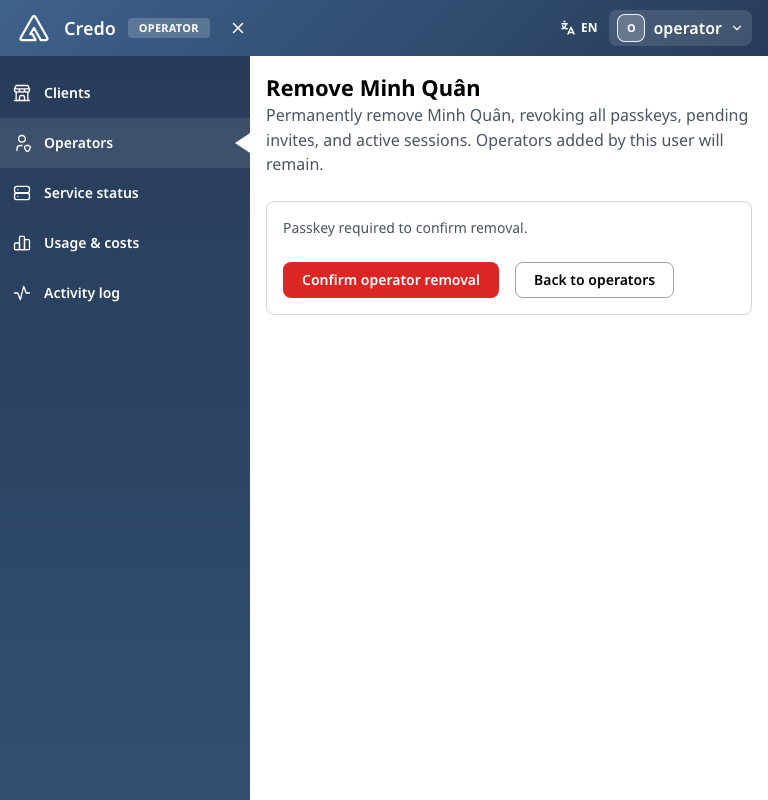 Credo
OPERATOR
EN
O
operator
Clients
Operators
Service status
Usage & costs
Activity log
Remove Minh Quân
Permanently remove Minh Quân, revoking all passkeys, pending
invites, and active sessions. Operators added by this user will
remain.
Passkey required to confirm removal.
Confirm operator removal
Back to operators